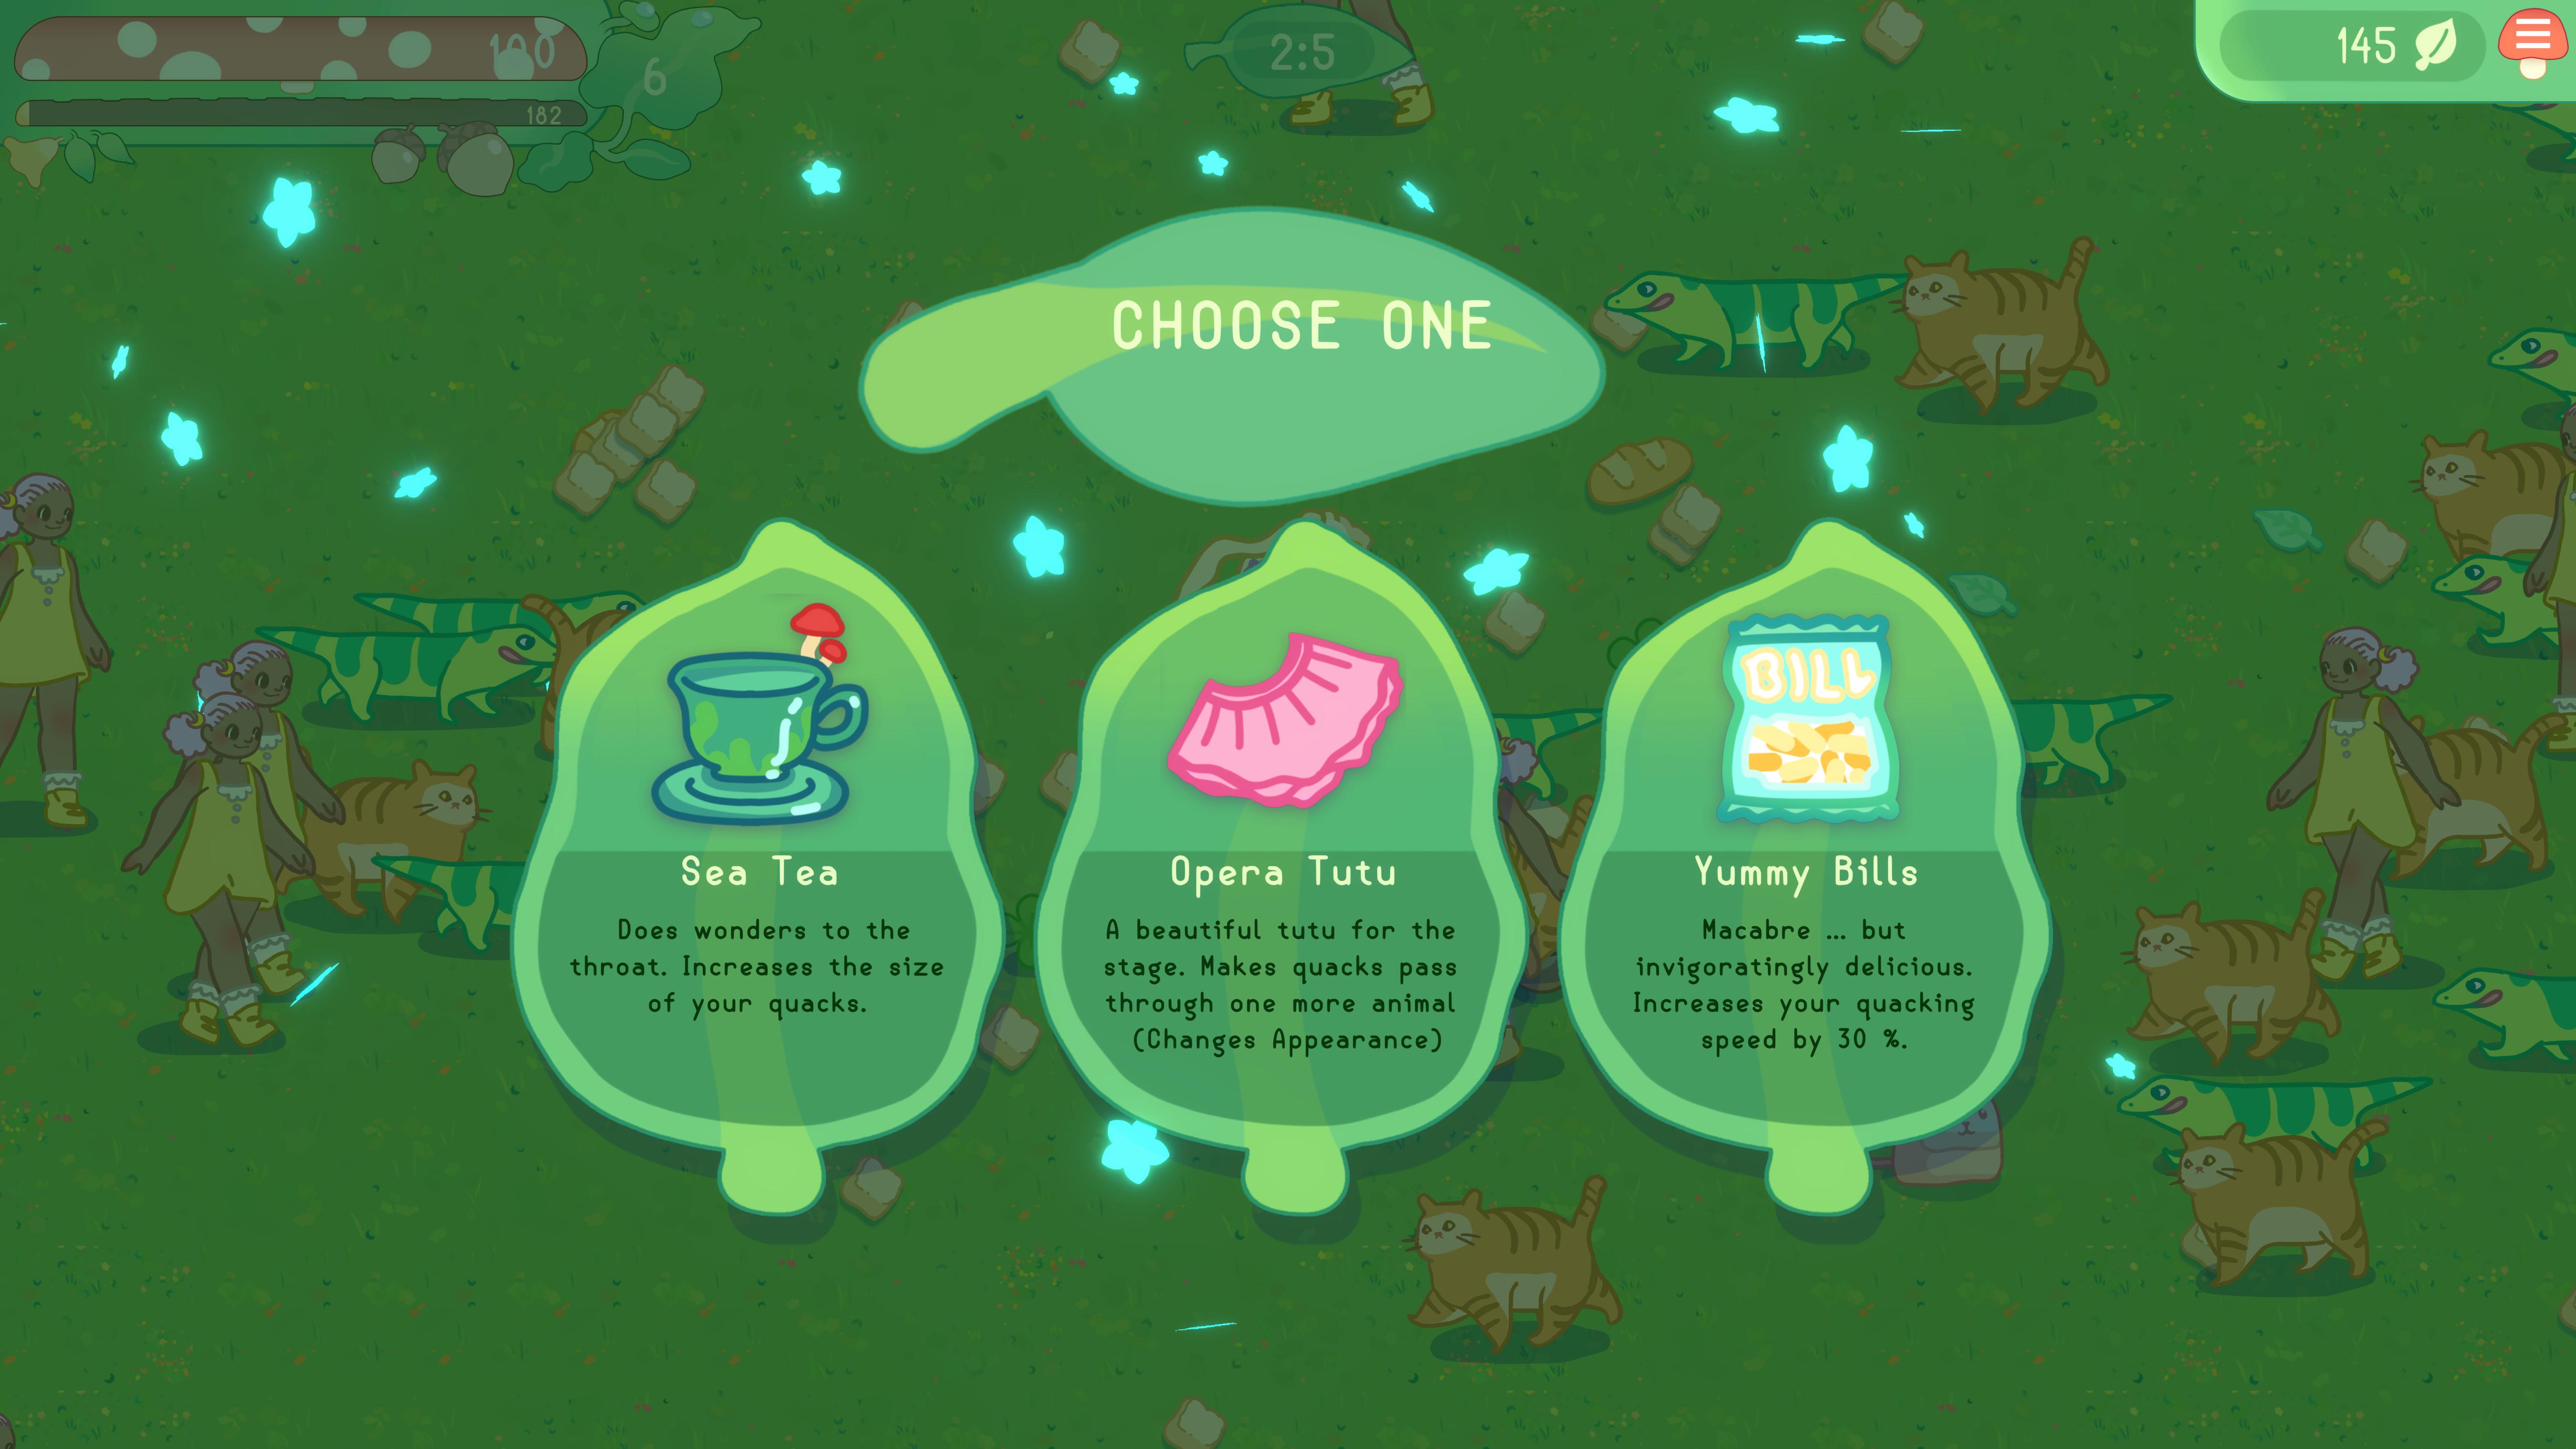 100
6
2:5
145
182
CHOOSE ONE
BILL
Sea Tea
Does wonders to the
throat. Increases the size
of your quacks.
Opera Tutu
A beautiful tutu for the
stage. Makes quacks pass
through one more animal
(Changes Appearance)
Yummy Bills
Macabre ... but
invigoratingly delicious.
Increases your quacking
speed by 30 %.